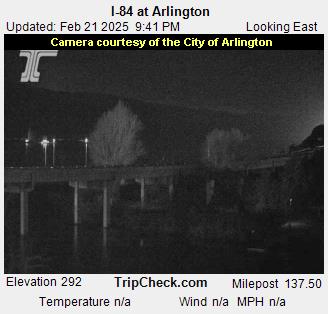 I-84 at Arlington
Updated: Feb 21 2025 9:41 PM Looking East
Camera courtesy of the City of Arlington
Elevation 292 TripCheck.com Milepost 137.50
Temperature n/a Wind n/a MPH n/a